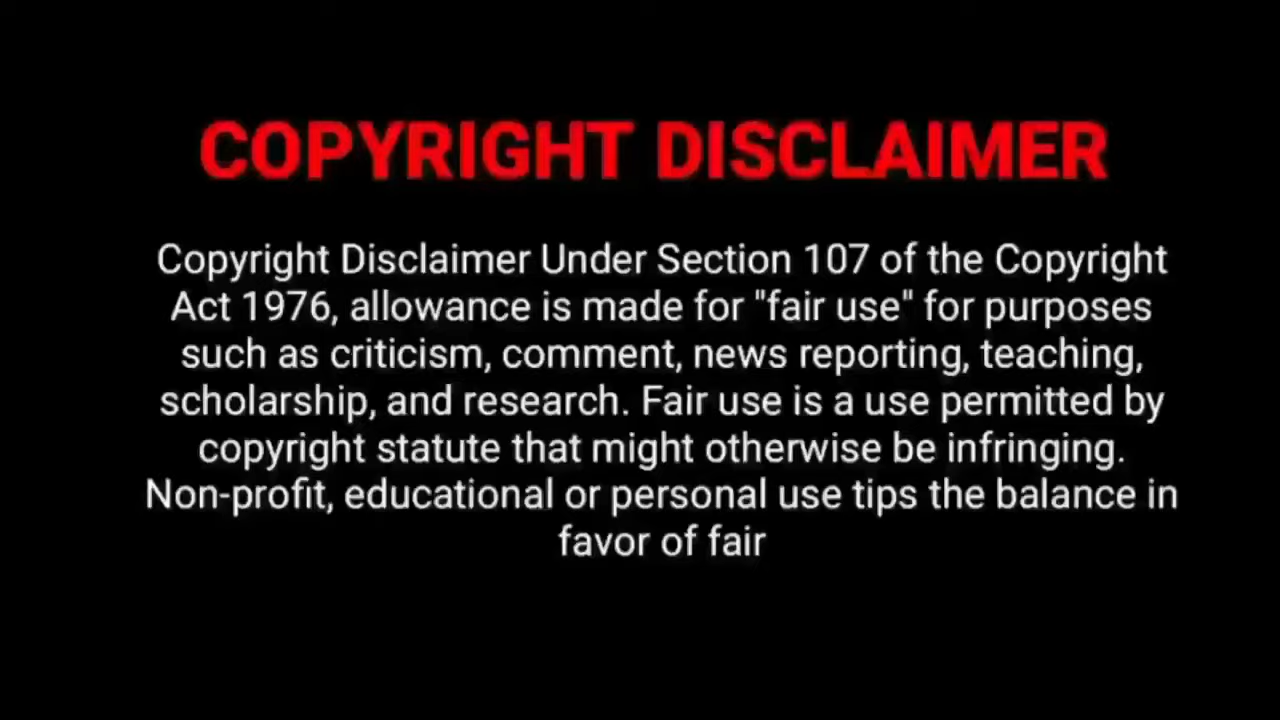 COPYRIGHT DISCLAIMER
Copyright Disclaimer Under Section 107 of the Copyright
Act 1976, allowance is made for "fair use" for purposes
such as criticism, comment, news reporting, teaching,
scholarship, and research. Fair use is a use permitted by
copyright statute that might otherwise be infringing.
Non-profit, educational or personal use tips the balance in
favor of fair